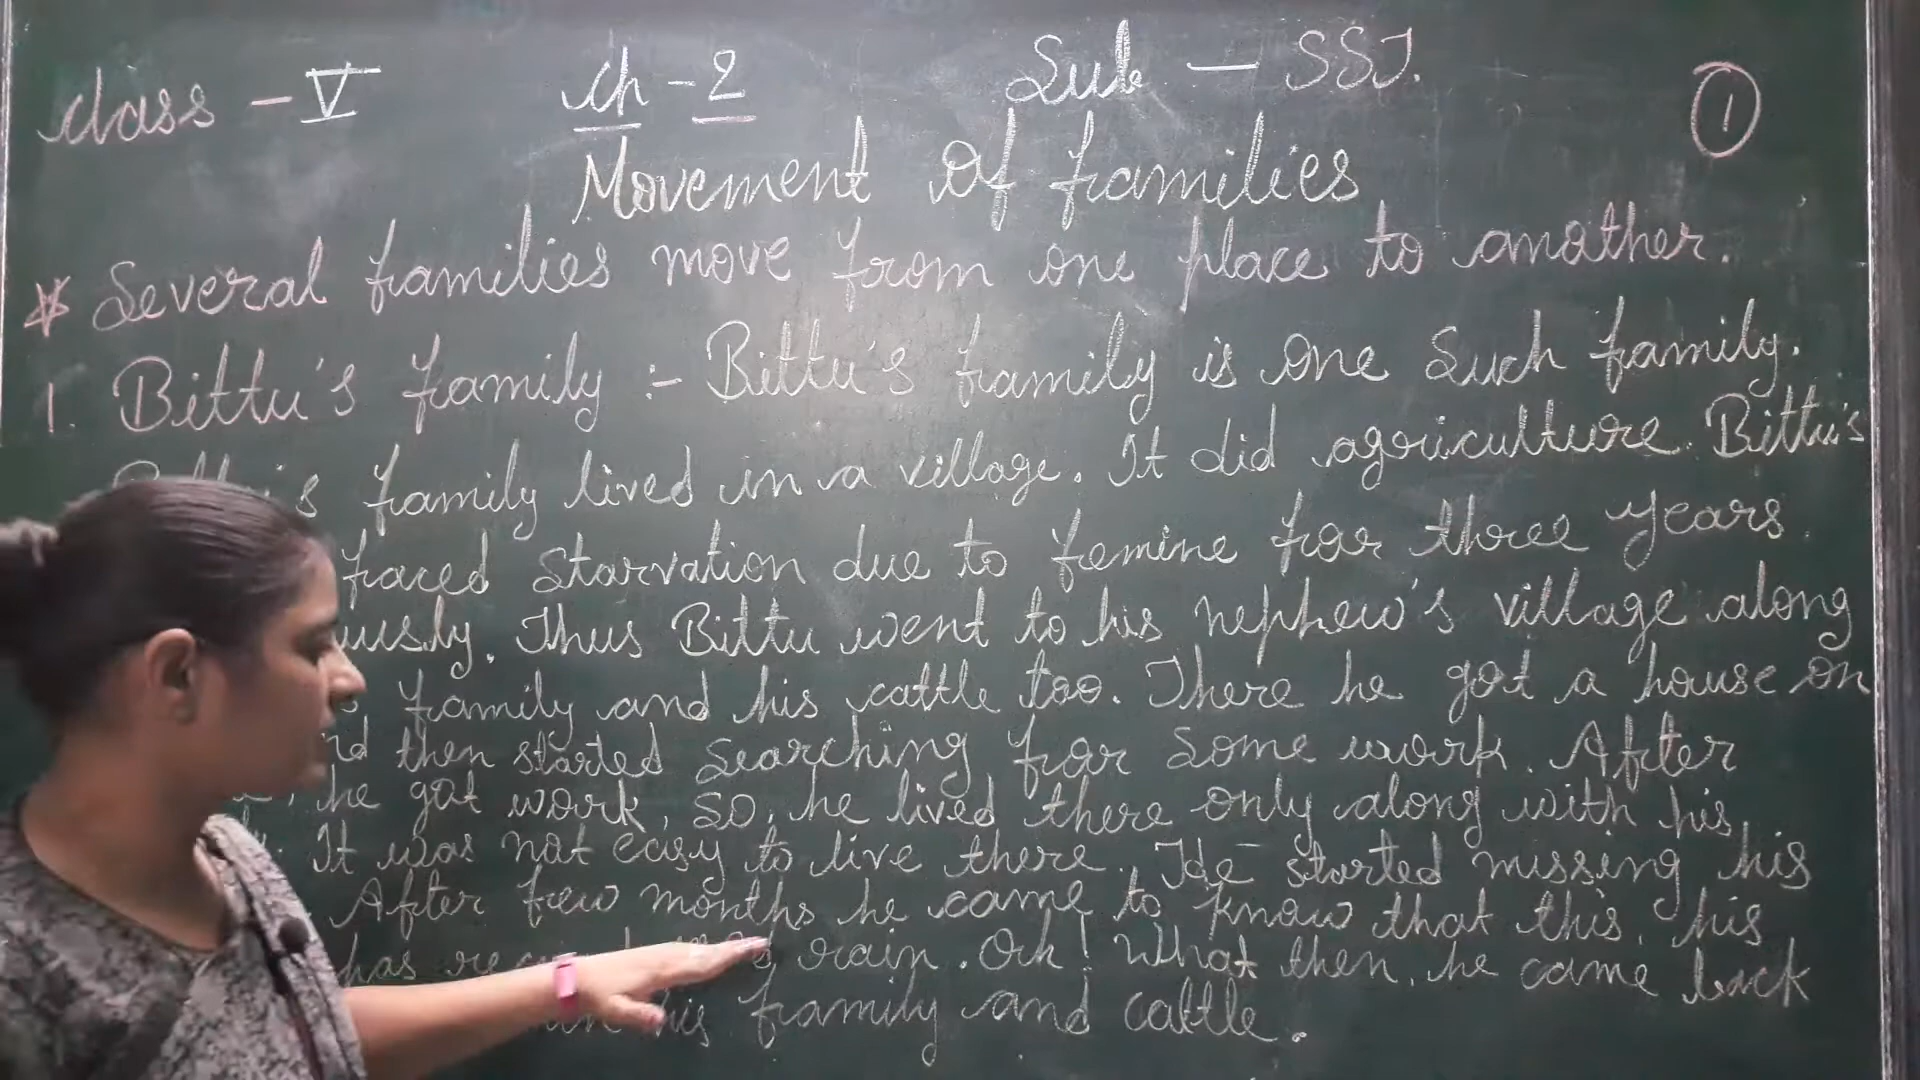 class - V ch - 2 Sub - SST. 1
Movement Of families
* Several families move from one place to another.
1. Bittu's family :- Bittu's family is one Such family.
family lived in a village. It did agriculture. Bittu's
faced starvation due to femine for three years
Thus Bittu went to his nephew's village along
family and his cattle too. There he got a house on
then started searching for some work. After
he got work, so, he lived there only along with his
It was not easy to live there. He started missing his
After few months he came to know that this, his
has rain. Oh! What then, he came back
his family and cattle.